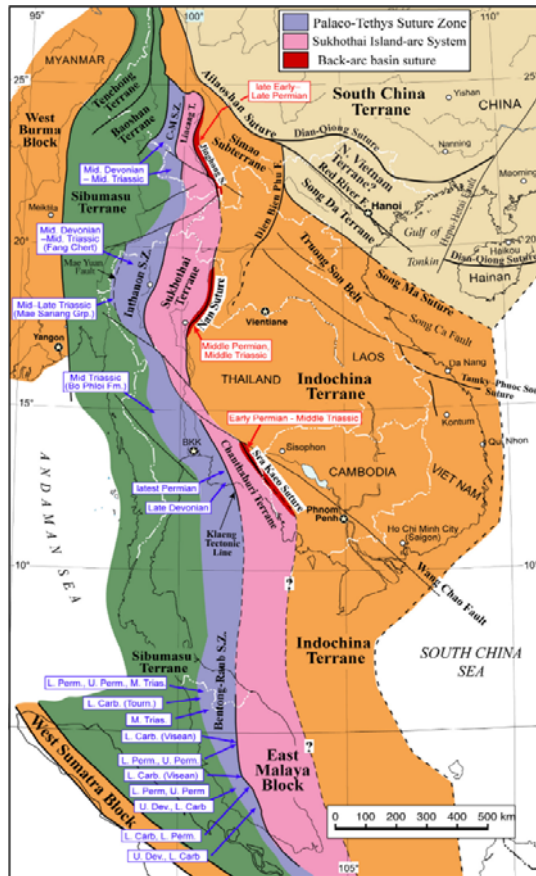 95°
100°
110°
Palaeo-Tethys Suture Zone
Sukhothai Island-arc System
Back-arc basin suture
MYANMAR
25°
25°
Tengchong
Terrane
Baoshan
Terrane
West
Burma
Block
C-M S.Z.
Lincang T.
late Early–
Late Permian
Ailaoshan Suture
South China
Terrane
CHINA
Yishan
Dian-Qiong Suture
Nanning
Simao
Subterrane
Mid. Devonian
– Mid. Triassic
N. Vietnam
Terrane?
Red River F.
Hanoi
Song Da Terrane
Maoming
Dien Bien Phu F.
Gulf of
Tonkin
Haikou
Dian-Qiong Suture
Hainan
20°
20°
Sibumasu
Terrane
Meiktila
Mid. Devonian
–Mid. Triassic
(Fang Chert)
Mae Yuan
Fault
Inthanon S.Z.
Sukhothai
Terrane
Nan Suture
Mid-Late Triassic
(Mae Sariang Grp.)
Yangon
Truong Son Belt
Song Ma Suture
Song Ca Fault
Vientiane
LAOS
Da Nang
Tamky-Phuoc Son
Suture
Middle Permian,
Middle Triassic
THAILAND
Indochina
Terrane
Mid Triassic
(Bo Phloi Fm.)
15°
15°
Early Permian - Middle Triassic
Kontum
Qui Nhon
BKK
Sisophon
Sra Kaeo Suture
Chanthaburi Terrane
CAMBODIA
VIET NAM
latest Permian
Late Devonian
Klaeng
Tectonic
Line
Phnom
Penh
Ho Chi Minh City
(Saigon)
Wang Chao Fault
ANDAMAN SEA
10°
10°
?
Sibumasu
Terrane
Indochina
Terrane
SOUTH CHINA
SEA
Bentong-Raub S.Z.
L. Perm., U. Perm., M. Trias.
L. Carb. (Tourn.)
M. Trias.
L. Carb. (Visean)
L. Perm., U. Perm.
L. Carb. (Visean)
L. Perm, U. Perm
U. Dev., L. Carb
L. Carb, L. Perm.
U. Dev., L. Carb
?
East
Malaya
Block
West Sumatra Block
0 100 200 300 400 500
km
105°